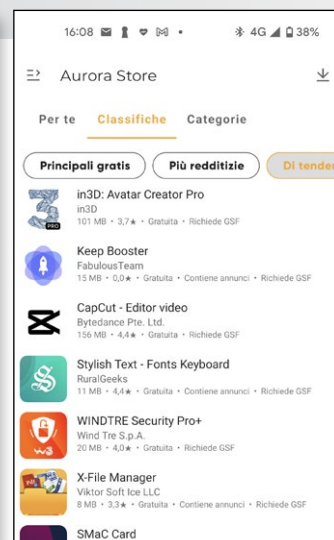 16:08 4G 38%
Aurora Store
Per te Classifiche Categorie
Principali gratis Più redditizie Di tenden
in3D: Avatar Creator Pro
in3D
101 MB • 3,7★ • Gratuita • Richiede GSF
PRO
Keep Booster
FabulousTeam
15 MB • 0,0★ • Gratuita • Contiene annunci • Richiede GSF
CapCut - Editor video
Bytedance Pte. Ltd.
156 MB • 4,4★ • Gratuita • Richiede GSF
Stylish Text - Fonts Keyboard
RuralGeeks
11 MB • 4,4★ • Gratuita • Contiene annunci • Richiede GSF
WINDTRE Security Pro+
Wind Tre S.p.A.
20 MB • 4,0★ • Gratuita • Richiede GSF
X-File Manager
Viktor Soft Ice LLC
8 MB • 3,3★ • Gratuita • Contiene annunci • Richiede GSF
SMaC Card